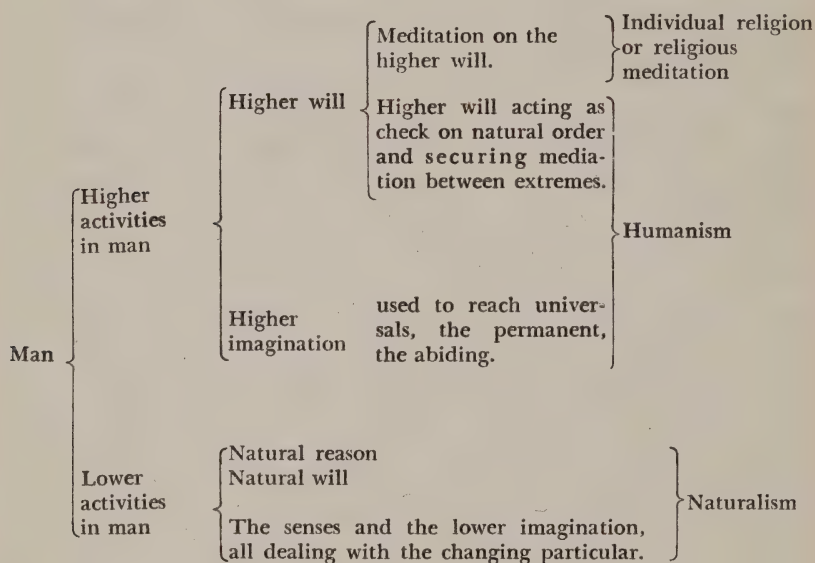 Meditation on the
higher will.
Individual religion
or religious
meditation
Higher will
Higher will acting as
check on natural order
and securing media-
tion between extremes.
Higher
activities
in man
Humanism
Higher
imagination
used to reach univer-
sals, the permanent,
the abiding.
Man
Lower
activities
in man
Natural reason
Natural will
The senses and the lower imagination,
all dealing with the changing particular.
Naturalism